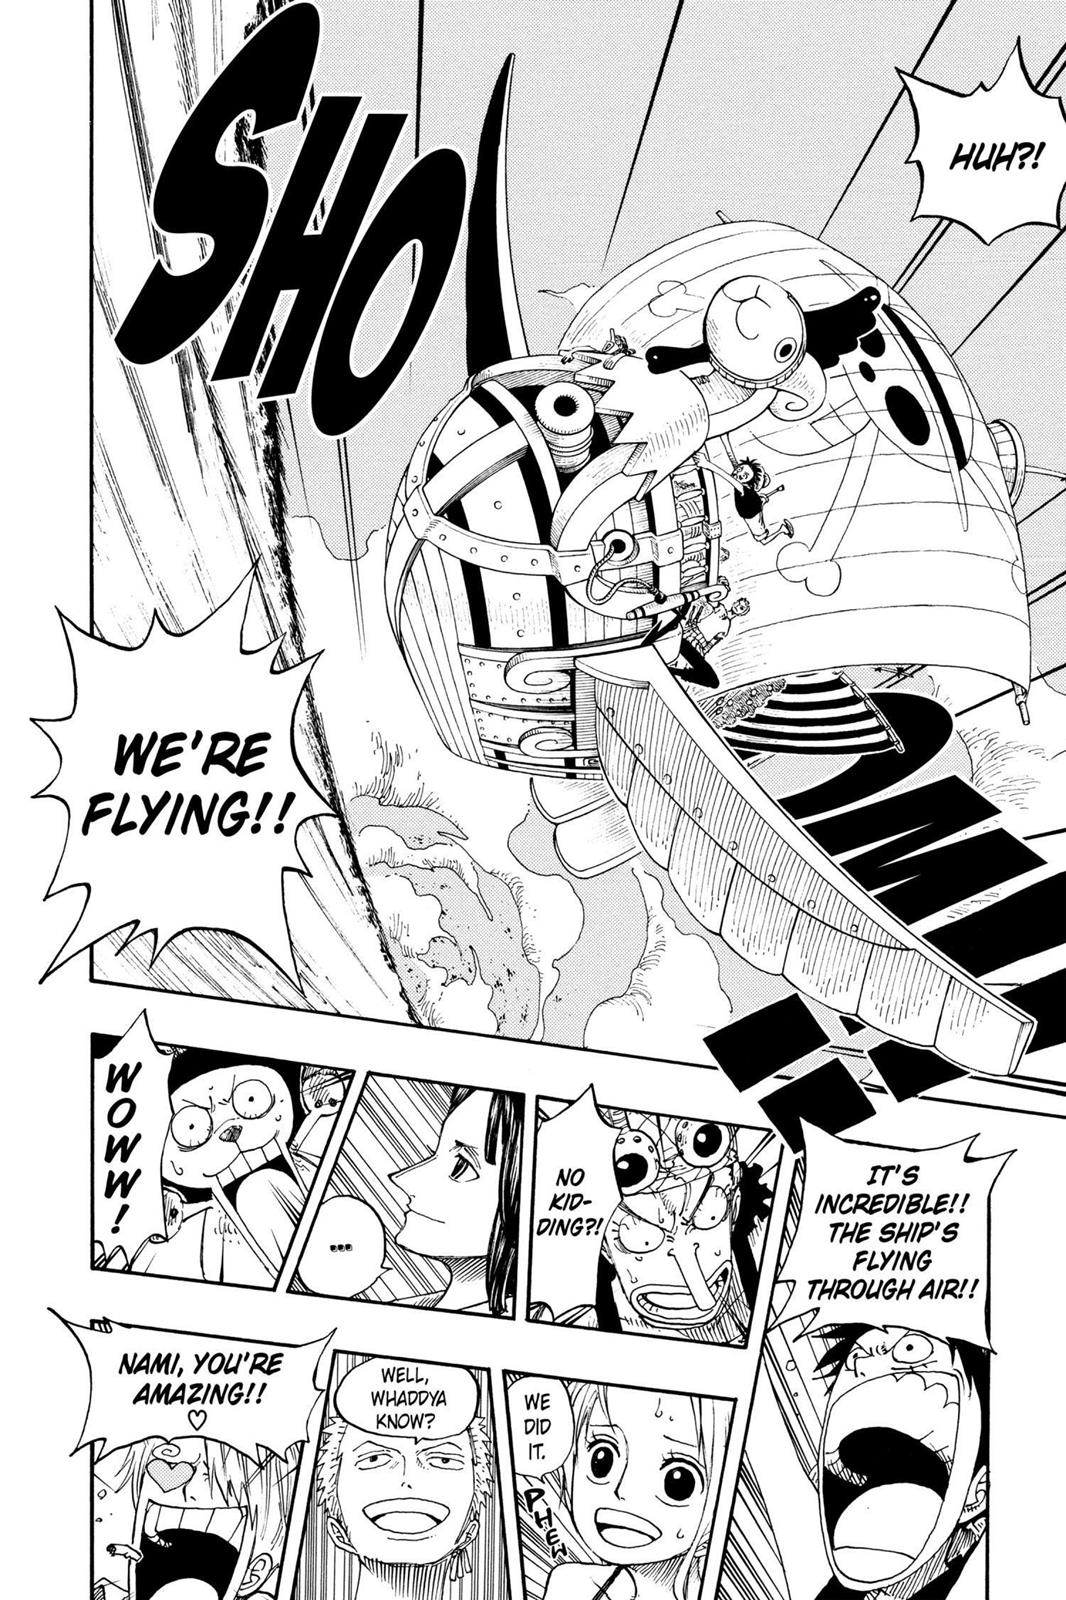 HUH?!
SHO
WE'RE
FLYING!!
IT'S
INCREDIBLE!!
THE SHIP'S
FLYING
THROUGH AIR!!
NO
KID-
DING?!
...
WOWW!
WE
DID
IT.
PHEW
WELL,
WHADDYA
KNOW?
NAMI, YOU'RE
AMAZING!!
♡